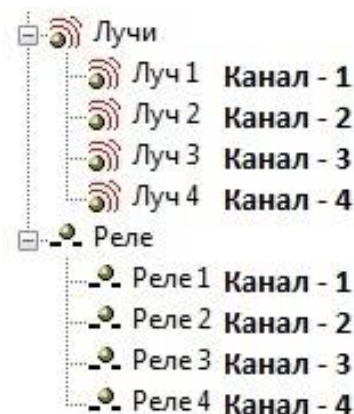 Лучи
Луч 1 Канал - 1
Луч 2 Канал - 2
Луч 3 Канал - 3
Луч 4 Канал - 4
Реле
Реле 1 Канал - 1
Реле 2 Канал - 2
Реле 3 Канал - 3
Реле 4 Канал - 4